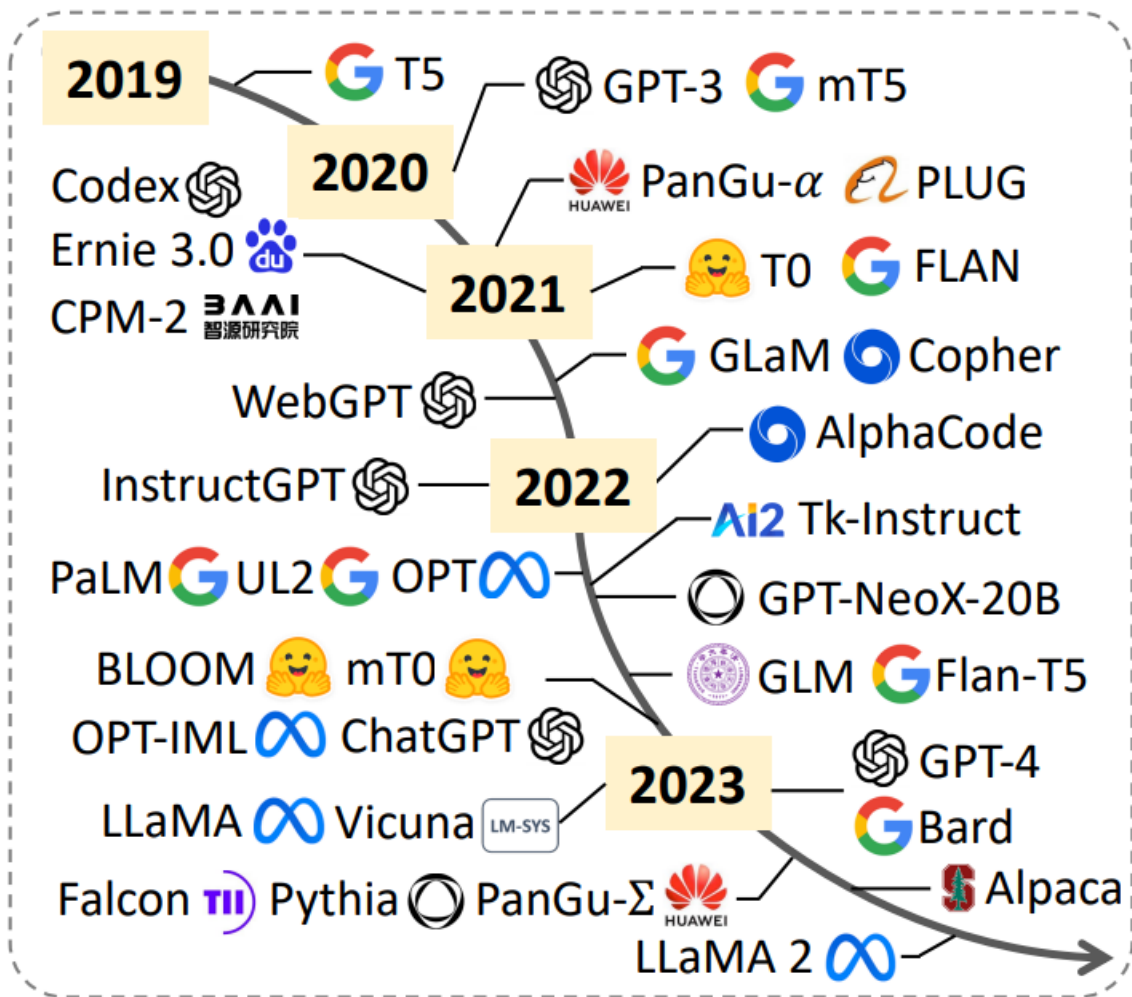 2019
T5
GPT-3
mT5
2020
Codex
HUAWEI
PanGu-α
PLUG
Ernie 3.0
du
2021
T0
FLAN
CPM-2
BAAI
智源研究院
GLaM
Copher
WebGPT
AlphaCode
InstructGPT
2022
Ai2
Tk-Instruct
PaLM
UL2
OPT
GPT-NeoX-20B
BLOOM
mT0
GLM
Flan-T5
OPT-IML
ChatGPT
2023
GPT-4
LLaMA
Vicuna
LM-SYS
Bard
Falcon
TII
Pythia
PanGu-Σ
HUAWEI
S
Alpaca
LLaMA 2